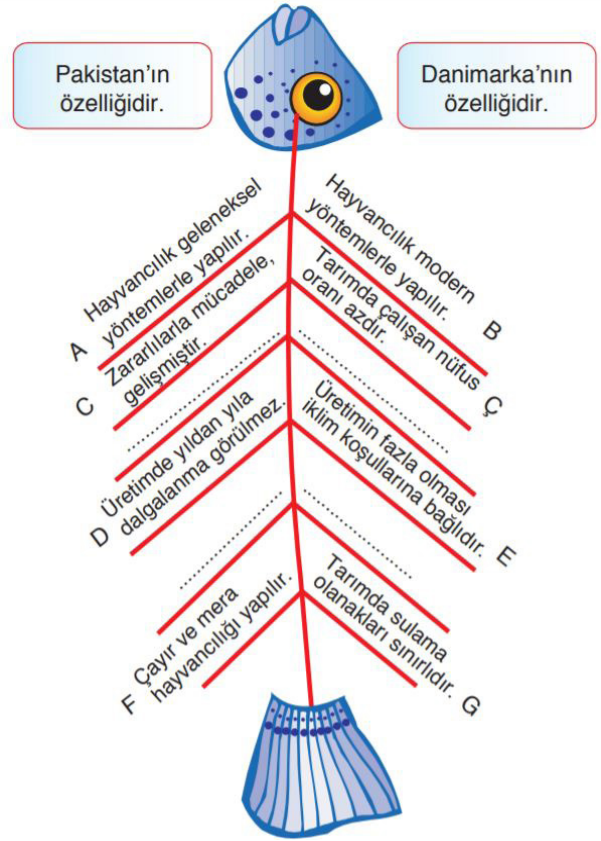 Pakistan’ın
özelliğidir.
Danimarka’nın
özelliğidir.
A
Hayvancılık geleneksel
yöntemlerle yapılır.
Hayvancılık modern
yöntemlerle yapılır.
B
C
Zararlılarla mücadele,
gelişmiştir.
Tarımda çalışan nüfus
oranı azdır.
Ç
....................................
....................................
D
Üretimde yıldan yıla
dalgalanma görülmez.
Üretimin fazla olması
iklim koşullarına bağlıdır.
E
..........................
..........................
F
Çayır ve mera
hayvancılığı yapılır.
Tarımda sulama
olanakları sınırlıdır.
G